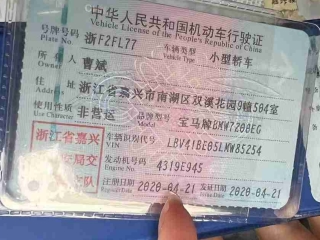 中华人民共和国机动车行驶证
Vehicle License of the People's Republic of China
号牌号码 浙F2FL77 车辆类型 小型轿车
Plate No. Vehicle Type
所有人 曹斌
Owner
住址 浙江省嘉兴市南湖区双溪花园9幢504室
使用性质 非营运 品牌型号 宝马牌BMW7200EG
Use Character Model
浙江省嘉兴 车辆识别代号 LBV41BE05LMW85254
VIN
发动机号码 4319E945
Engine No.
注册日期 2020-04-21 发证日期 2020-04-21
Register Date Issue Date